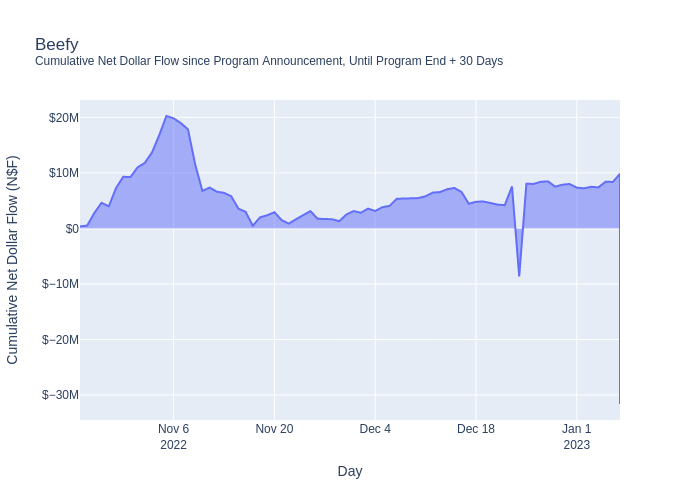 Beefy
Cumulative Net Dollar Flow since Program Announcement, Until Program End + 30 Days
Cumulative Net Dollar Flow (N$F)
$20M
$10M
$0
$−10M
$−20M
$−30M
Nov 6
2022
Nov 20
Dec 4
Dec 18
Jan 1
2023
Day